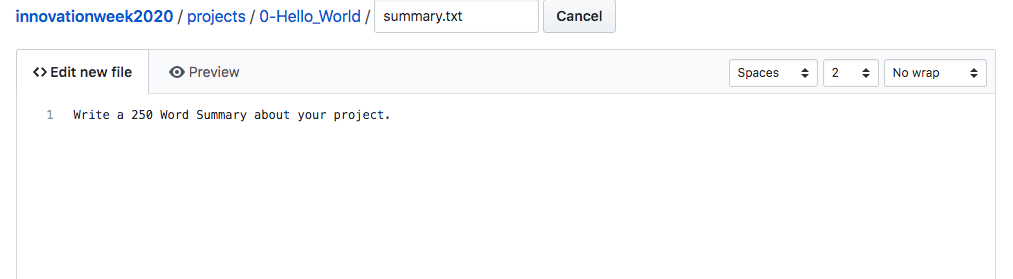 innovationweek2020 / projects / 0-Hello_World / summary.txt Cancel
<> Edit new file Preview Spaces 2 No wrap
1 Write a 250 Word Summary about your project.